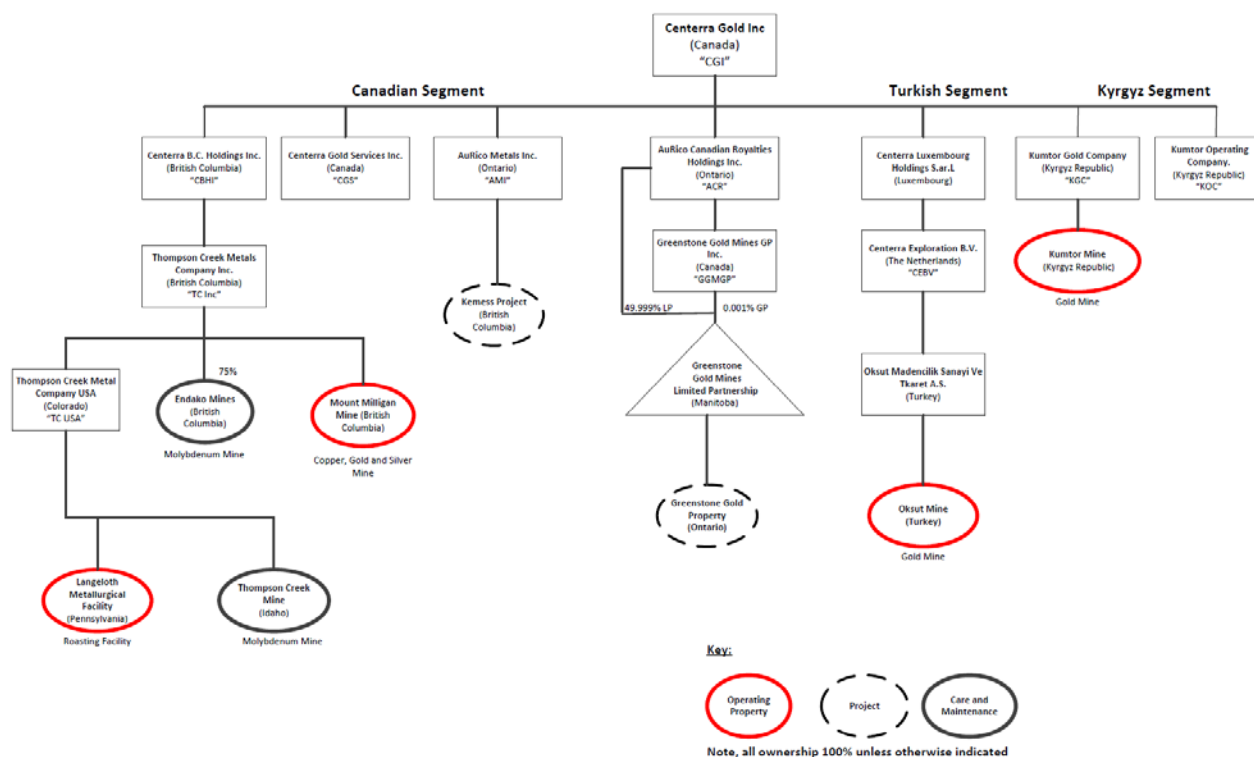 Centerra Gold Inc
(Canada)
"CGI"
Canadian Segment
Turkish Segment
Kyrgyz Segment
Centerra B.C. Holdings Inc.
(British Columbia)
"CBHI"
Centerra Gold Services Inc.
(Canada)
"CGS"
AuRico Metals Inc.
(Ontario)
"AMI"
AuRico Canadian Royalties
Holdings Inc.
(Ontario)
"ACR"
Centerra Luxembourg
Holdings S.ar.L
(Luxembourg)
Kumtor Gold Company
(Kyrgyz Republic)
"KGC"
Kumtor Operating
Company.
(Kyrgyz Republic)
"KOC"
Thompson Creek Metals
Company Inc.
(British Columbia)
"TC Inc"
Greenstone Gold Mines GP
Inc.
(Canada)
"GGMGP"
Centerra Exploration B.V.
(The Netherlands)
"CEBV"
Kumtor Mine
(Kyrgyz Republic)
Gold Mine
Kemess Project
(British
Columbia)
49.999% LP
0.001% GP
Thompson Creek Metal
Company USA
(Colorado)
"TC USA"
75%
Endako Mines
(British
Columbia)
Molybdenum Mine
Mount Milligan
Mine (British
Columbia)
Copper, Gold and Silver
Mine
Greenstone
Gold Mines
Limited Partnership
(Manitoba)
Oksut Madencilik Sanayi Ve
Tkaret A.S.
(Turkey)
Greenstone Gold
Property
(Ontario)
Oksut Mine
(Turkey)
Gold Mine
Langeloth
Metallurgical
Facility
(Pennsylvania)
Roasting Facility
Thompson Creek
Mine
(Idaho)
Molybdenum Mine
Key:
Operating
Property
Project
Care and
Maintenance
Note, all ownership 100% unless otherwise indicated